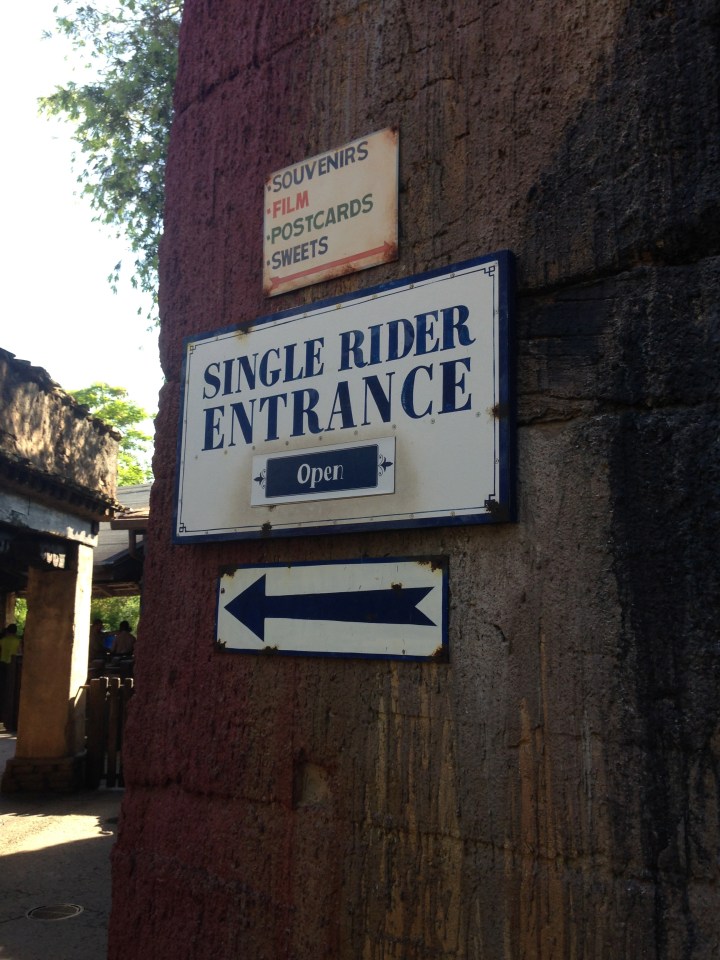 ·SOUVENIRS
·FILM
·POSTCARDS
·SWEETS
SINGLE RIDER
ENTRANCE
Open